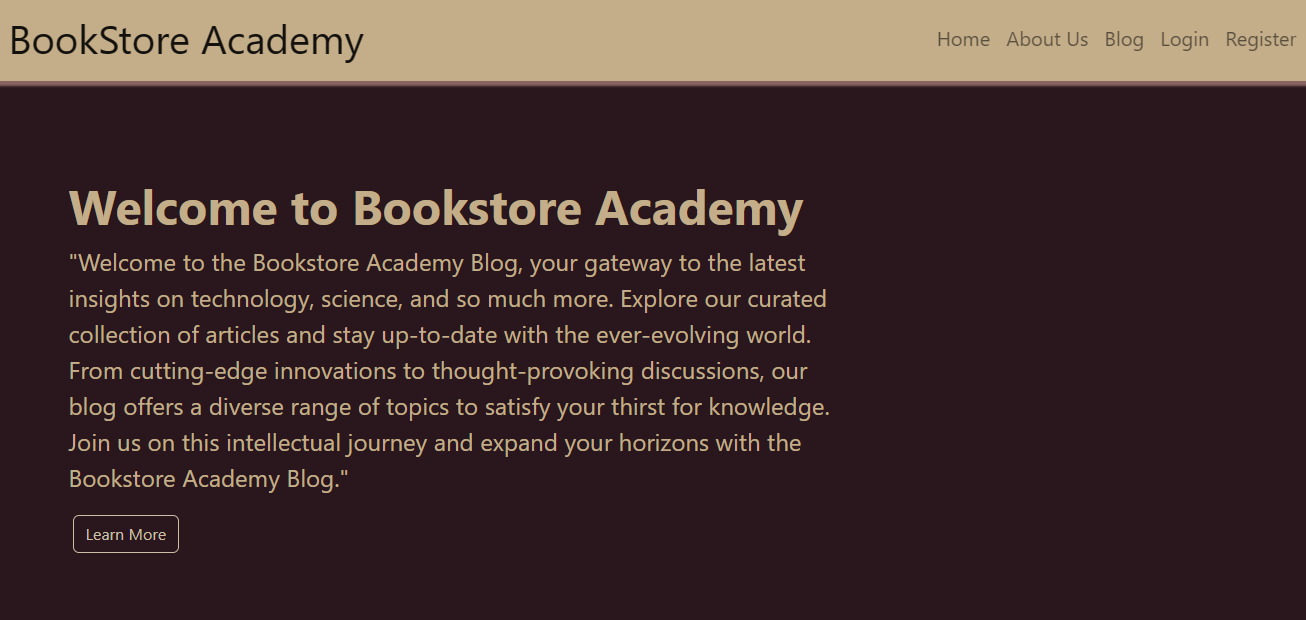 BookStore Academy
Home About Us Blog Login Register
Welcome to Bookstore Academy
"Welcome to the Bookstore Academy Blog, your gateway to the latest
insights on technology, science, and so much more. Explore our curated
collection of articles and stay up-to-date with the ever-evolving world.
From cutting-edge innovations to thought-provoking discussions, our
blog offers a diverse range of topics to satisfy your thirst for knowledge.
Join us on this intellectual journey and expand your horizons with the
Bookstore Academy Blog."
Learn More